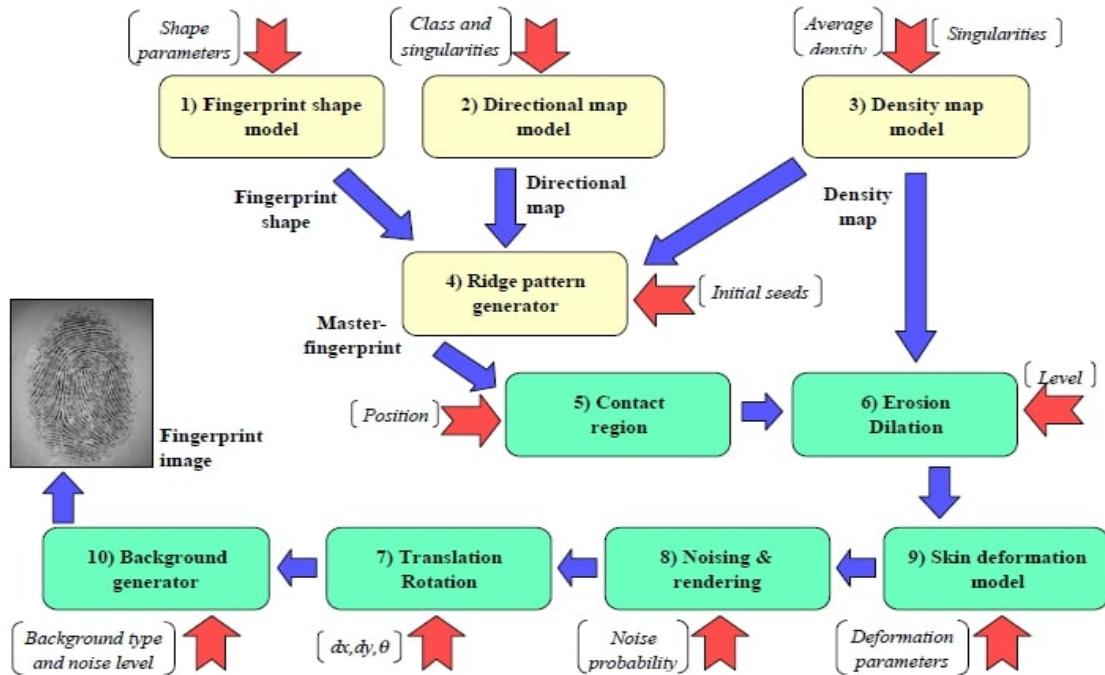 Shape
parameters
Class and
singularities
Average
density
Singularities
1) Fingerprint shape
model
2) Directional map
model
3) Density map
model
Fingerprint
shape
Directional
map
Density
map
4) Ridge pattern
generator
Initial seeds
Master-
fingerprint
Position
5) Contact
region
6) Erosion
Dilation
Level
Fingerprint
image
10) Background
generator
7) Translation
Rotation
8) Noising &
rendering
9) Skin deformation
model
Background type
and noise level
dx,dy,θ
Noise
probability
Deformation
parameters